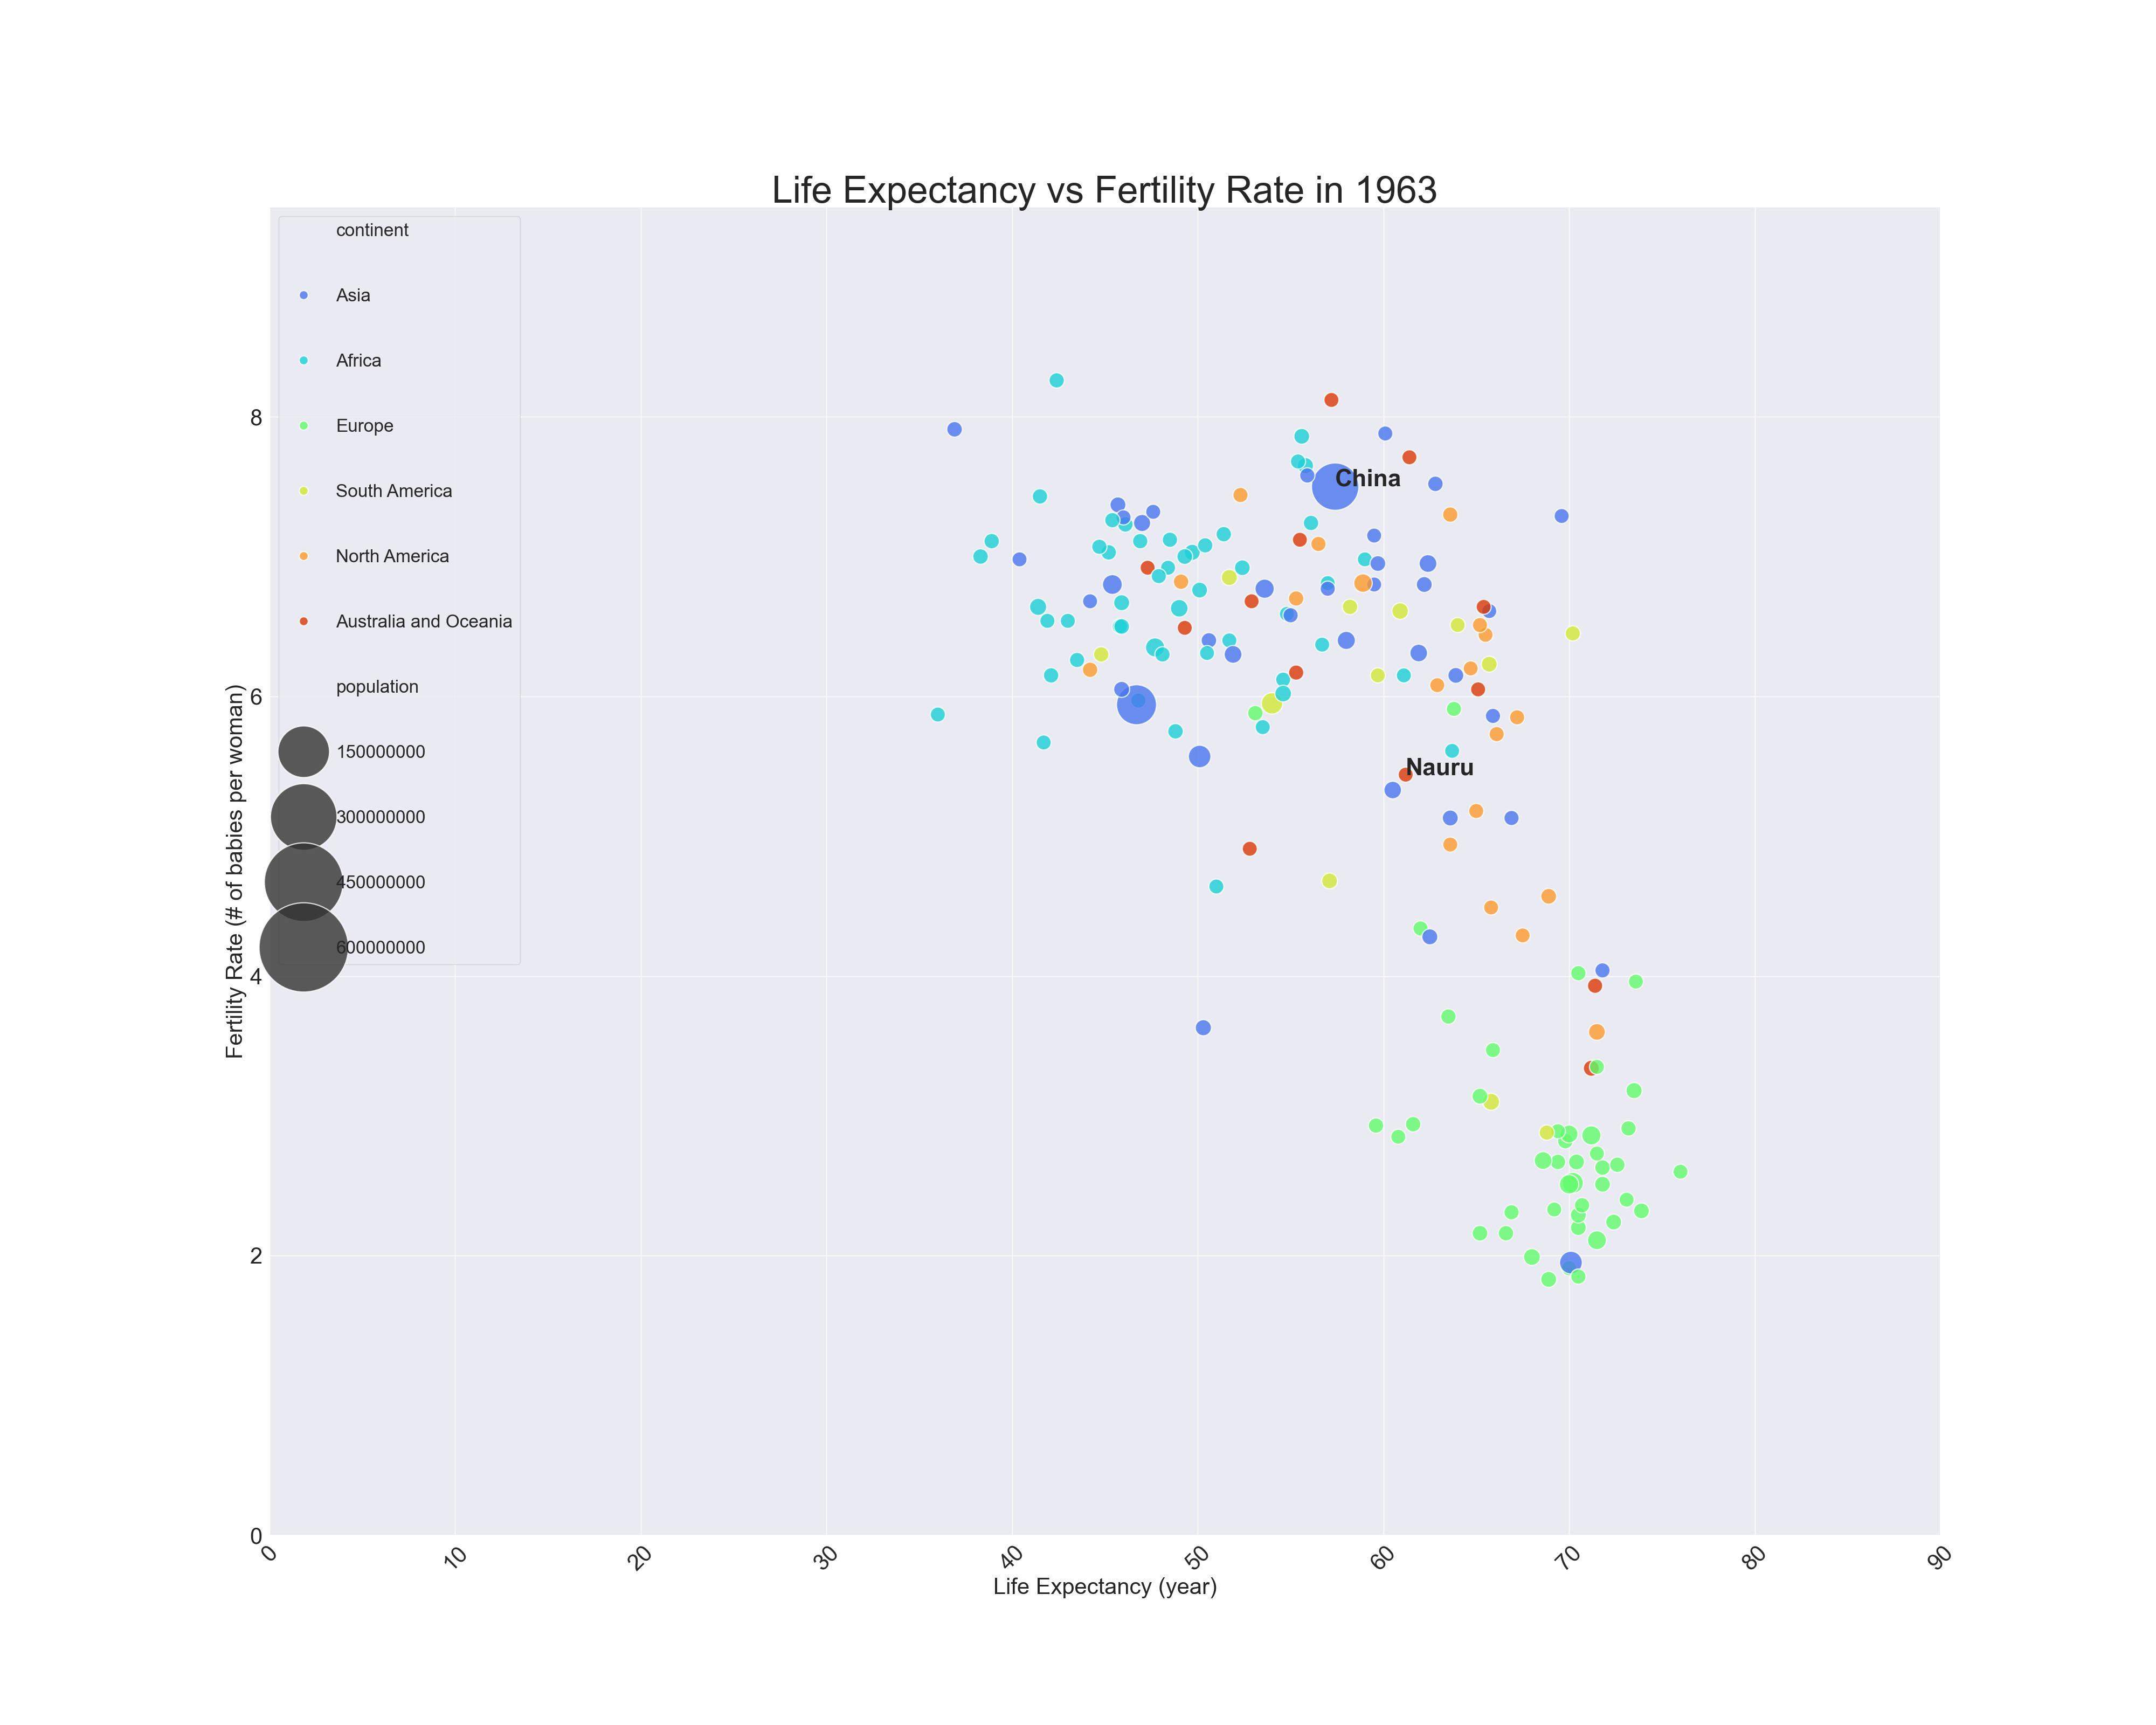 Life Expectancy vs Fertility Rate in 1963
continent
Asia
Africa
Europe
South America
North America
Australia and Oceania
population
150000000
300000000
450000000
600000000
China
Nauru
Fertility Rate (# of babies per woman)
8
6
4
2
0
0 10 20 30 40 50 60 70 80 90
Life Expectancy (year)